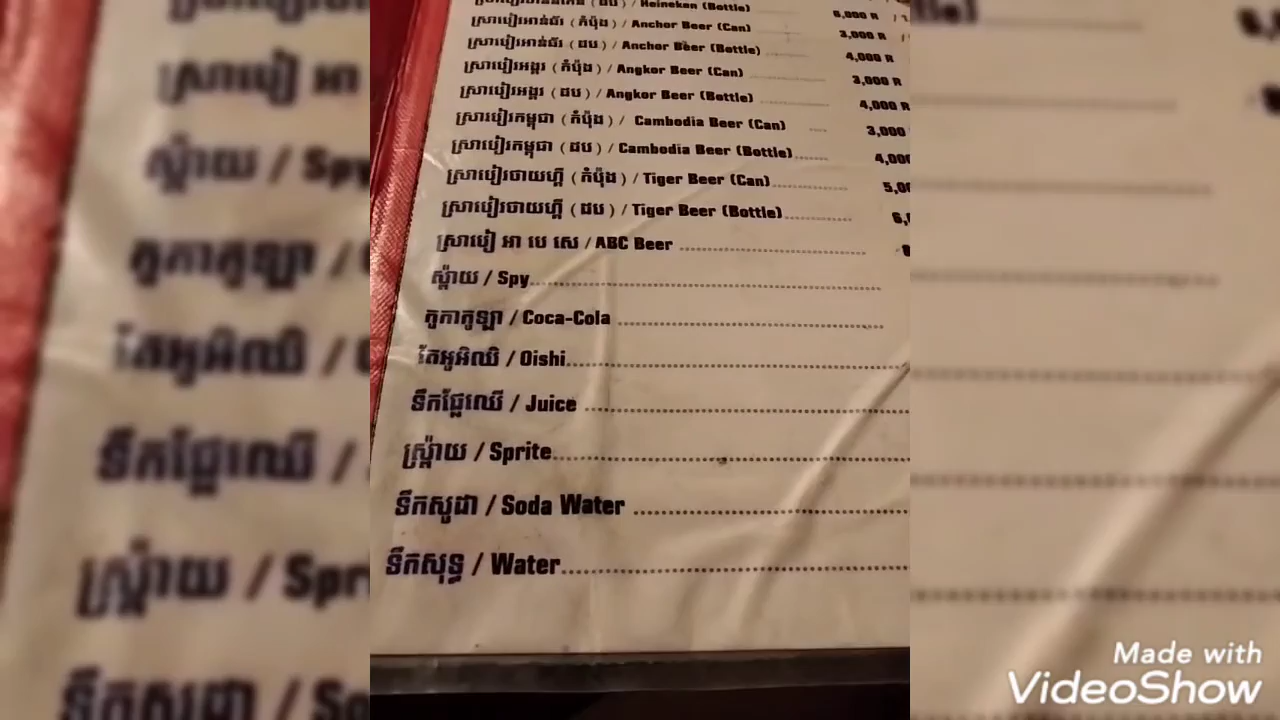 / Heineken (Bottle) 6,000 R
ស្រាបៀរអាន់ឆ័រ (កំប៉ុង) / Anchor Beer (Can) 3,000 R
ស្រាបៀរអាន់ឆ័រ (ដប) / Anchor Beer (Bottle) 4,000 R
ស្រាបៀរអង្គរ (កំប៉ុង) / Angkor Beer (Can) 3,000 R
ស្រាបៀរអង្គរ (ដប) / Angkor Beer (Bottle) 4,000 R
ស្រាបៀរកម្ពុជា (កំប៉ុង) / Cambodia Beer (Can) 3,000
ស្រាបៀរកម្ពុជា (ដប) / Cambodia Beer (Bottle)
ស្រាបៀរថាយហ្គឺ (កំប៉ុង) / Tiger Beer (Can)
ស្រាបៀរថាយហ្គឺ (ដប) / Tiger Beer (Bottle)
ស្រាបៀ អា បេ សេ / ABC Beer
ស្ប៉ាយ / Spy
កូកាកូឡា / Coca-Cola
តែអូអិឈិ / Oishi
ទឹកផ្លែឈើ / Juice
ស្ប្រ៉ាយ / Sprite
ទឹកសូដា / Soda Water
ទឹកសុទ្ធ / Water
Made with
VideoShow